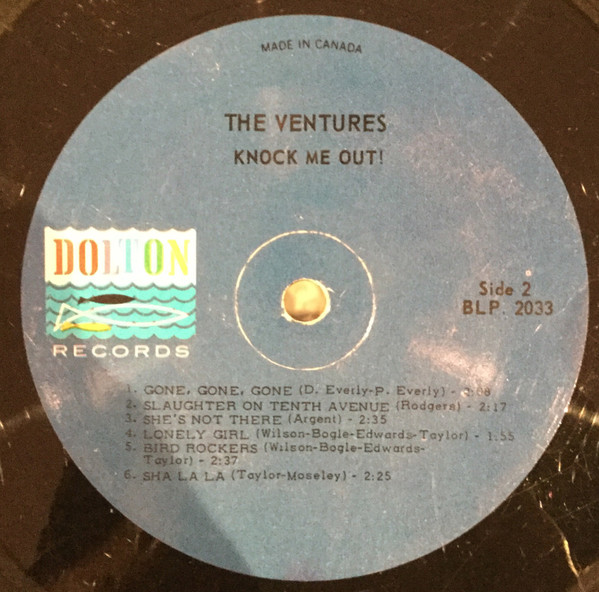 MADE IN CANADA
THE VENTURES
KNOCK ME OUT!
DOLTON
RECORDS
Side 2
BLP. 2033
1. GONE, GONE, GONE (D. Everly-P. Everly) -
2. SLAUGHTER ON TENTH AVENUE (Rodgers) - 2:17
3. SHE'S NOT THERE (Argent) - 2:35
4. LONELY GIRL (Wilson-Bogle-Edwards-Taylor) - 1:55
5. BIRD ROCKERS (Wilson-Bogle-Edwards-
Taylor) - 2:37
6. SHA LA LA (Taylor-Moseley) - 2:25